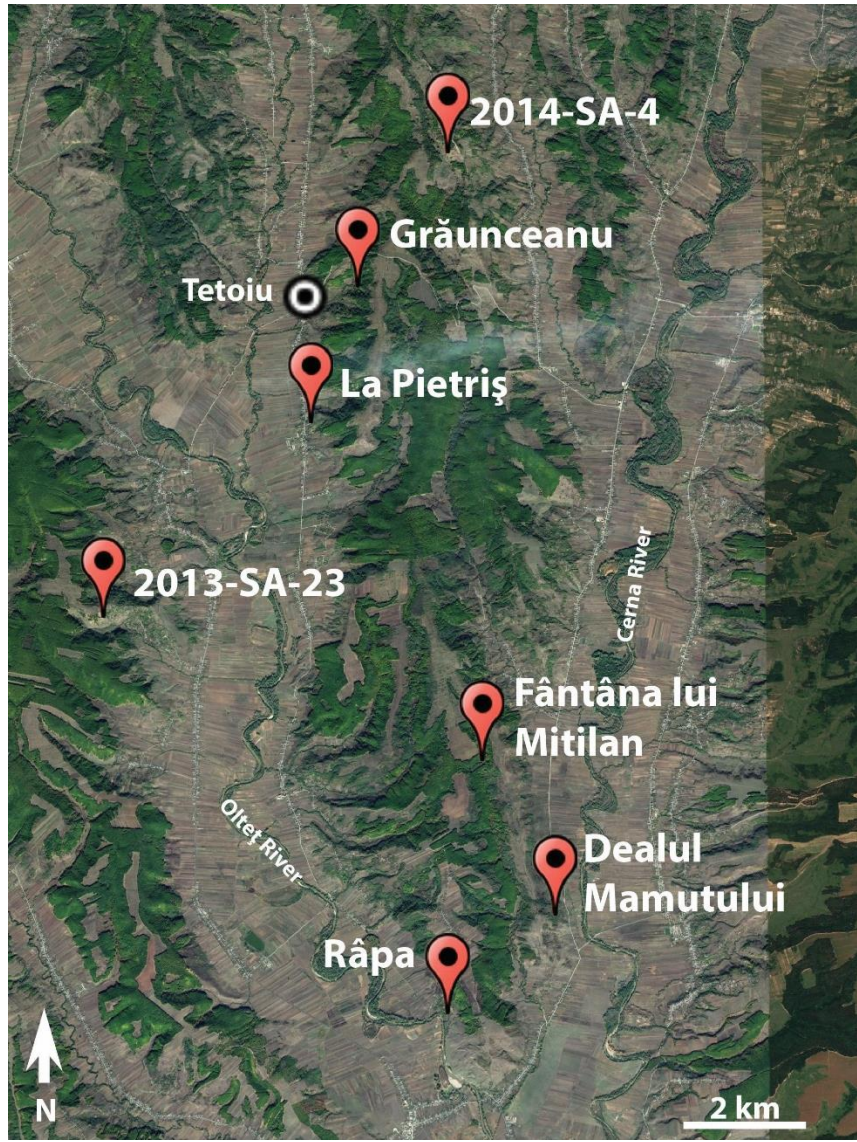 2014-SA-4
Grăunceanu
Tetoiu
La Pietriş
2013-SA-23
Cerna River
Fântâna lui
Mitilan
Olteţ River
Dealul
Mamutului
Râpa
N
2 km